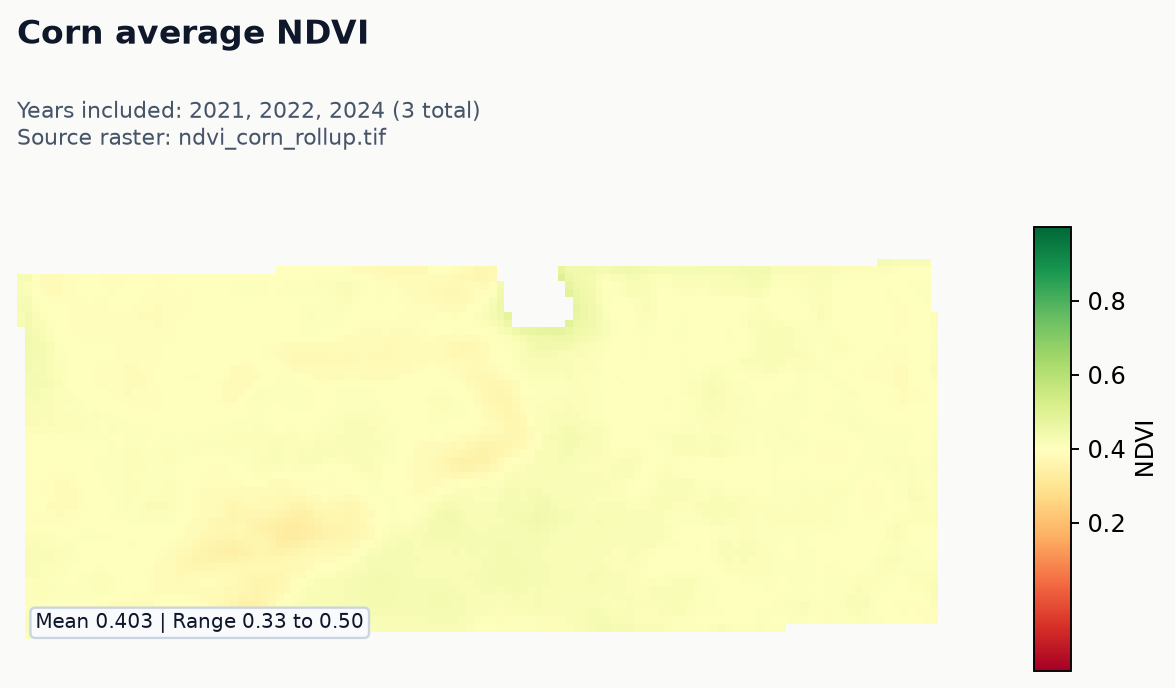 Corn average NDVI
Years included: 2021, 2022, 2024 (3 total)
Source raster: ndvi_corn_rollup.tif
0.8
0.6
0.4
0.2
NDVI
Mean 0.403 | Range 0.33 to 0.50